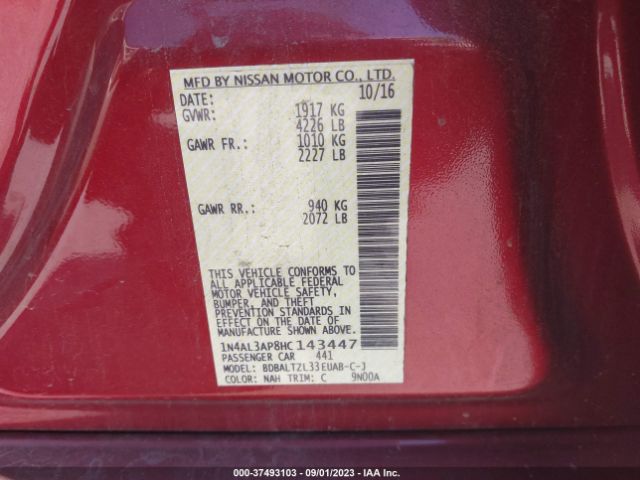 MFD BY NISSAN MOTOR CO., LTD.
DATE: 10/16
GVWR: 1917 KG
4226 LB
GAWR FR.: 1010 KG
2227 LB
GAWR RR.: 940 KG
2072 LB
THIS VEHICLE CONFORMS TO
ALL APPLICABLE FEDERAL
MOTOR VEHICLE SAFETY,
BUMPER, AND THEFT
PREVENTION STANDARDS IN
EFFECT ON THE DATE OF
MANUFACTURE SHOWN ABOVE.
1N4AL3AP8HC143447
PASSENGER CAR 441
MODEL: BDBALTZL33EUAB-C-J
COLOR: NAH TRIM: C 9N00A
000-37493103 - 09/01/2023 - IAA Inc.